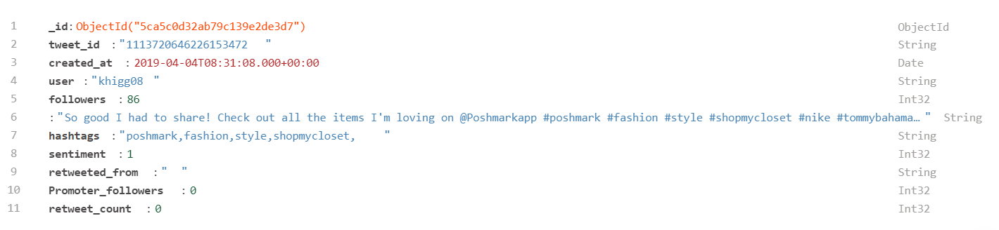 1 _id: ObjectId("5ca5c0d32ab79c139e2de3d7") ObjectId
2 tweet_id : "1113720646226153472 " String
3 created_at : 2019-04-04T08:31:08.000+00:00 Date
4 user : "khigg08 " String
5 followers : 86 Int32
6 : "So good I had to share! Check out all the items I'm loving on @Poshmarkapp #poshmark #fashion #style #shopmycloset #nike #tommybahama… " String
7 hashtags : "poshmark,fashion,style,shopmycloset, " String
8 sentiment : 1 Int32
9 retweeted_from : " " String
10 Promoter_followers : 0 Int32
11 retweet_count : 0 Int32